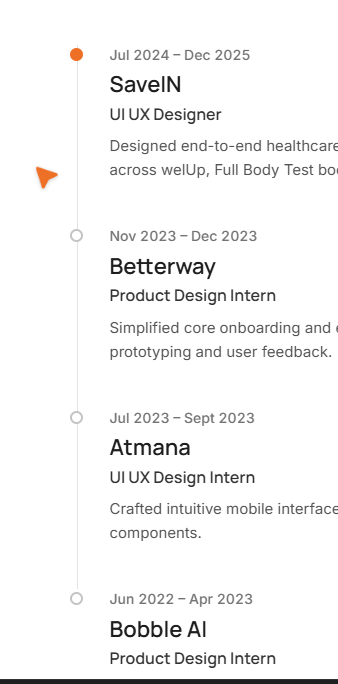 Jul 2024 – Dec 2025
SaveIN
UI UX Designer
Designed end-to-end healthcare
across welUp, Full Body Test
Nov 2023 – Dec 2023
Betterway
Product Design Intern
Simplified core onboarding and
prototyping and user feedback.
Jul 2023 – Sept 2023
Atmana
UI UX Design Intern
Crafted intuitive mobile interface
components.
Jun 2022 – Apr 2023
Bobble AI
Product Design Intern